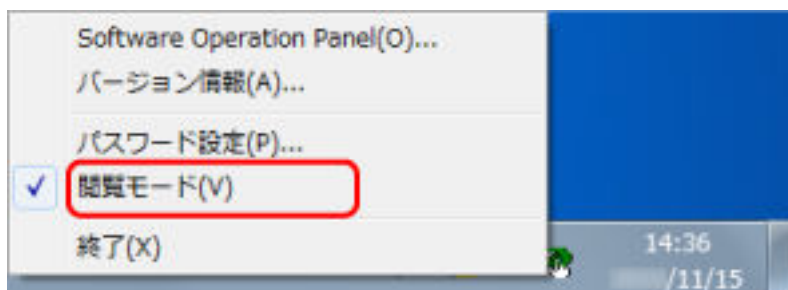 Software Operation Panel(O)...
バージョン情報(A)...
パスワード設定(P)...
閲覧モード(V)
終了(X)
14:36
/11/15